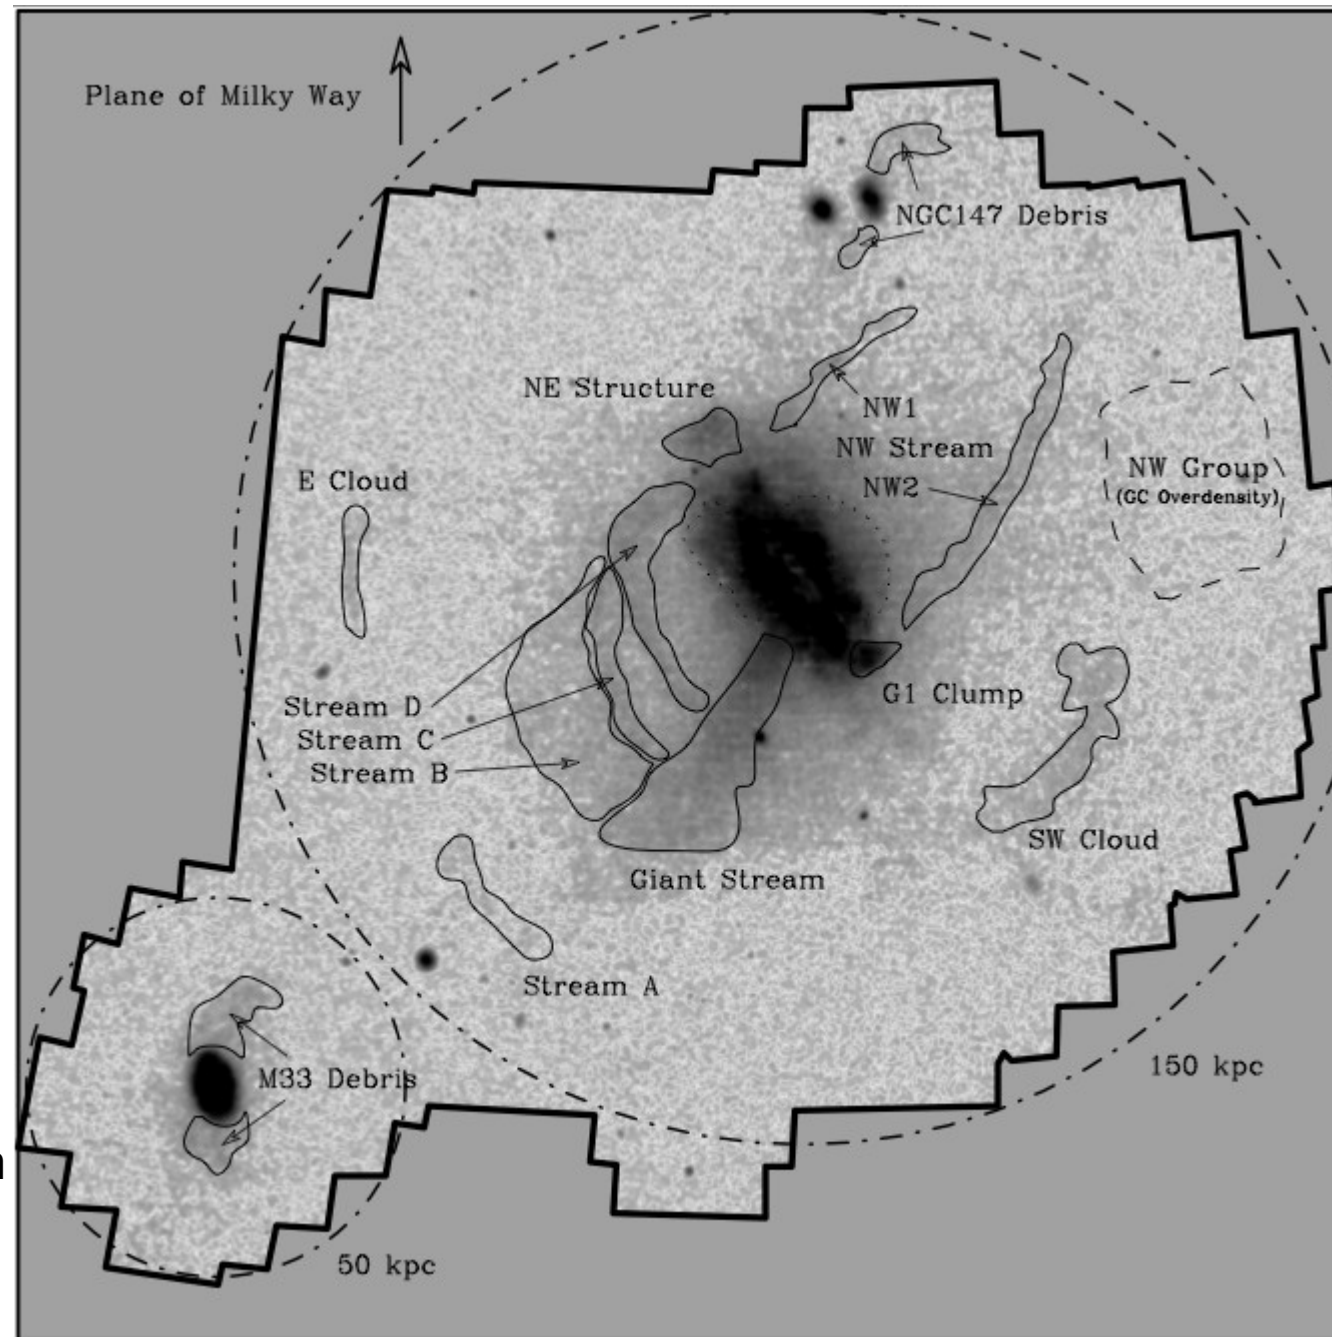 Plane of Milky Way
NGC147 Debris
NE Structure
NW1
NW Stream
NW2
E Cloud
NW Group
(GC Overdensity)
Stream D
Stream C
Stream B
G1 Clump
SW Cloud
Giant Stream
Stream A
M33 Debris
150 kpc
50 kpc